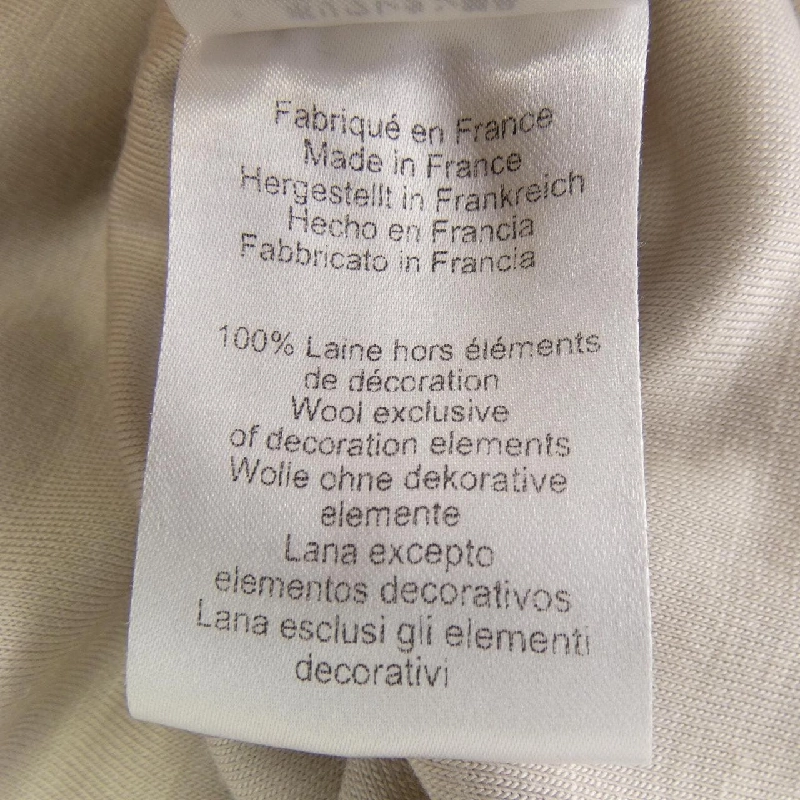 Fabriqué en France
Made in France
Hergestellt in Frankreich
Hecho en Francia
Fabbricato in Francia
100% Laine hors éléments
de décoration
Wool exclusive
of decoration elements
Wolle ohne dekorative
elemente
Lana excepto
elementos decorativos
Lana esclusi gli elementi
decorativi